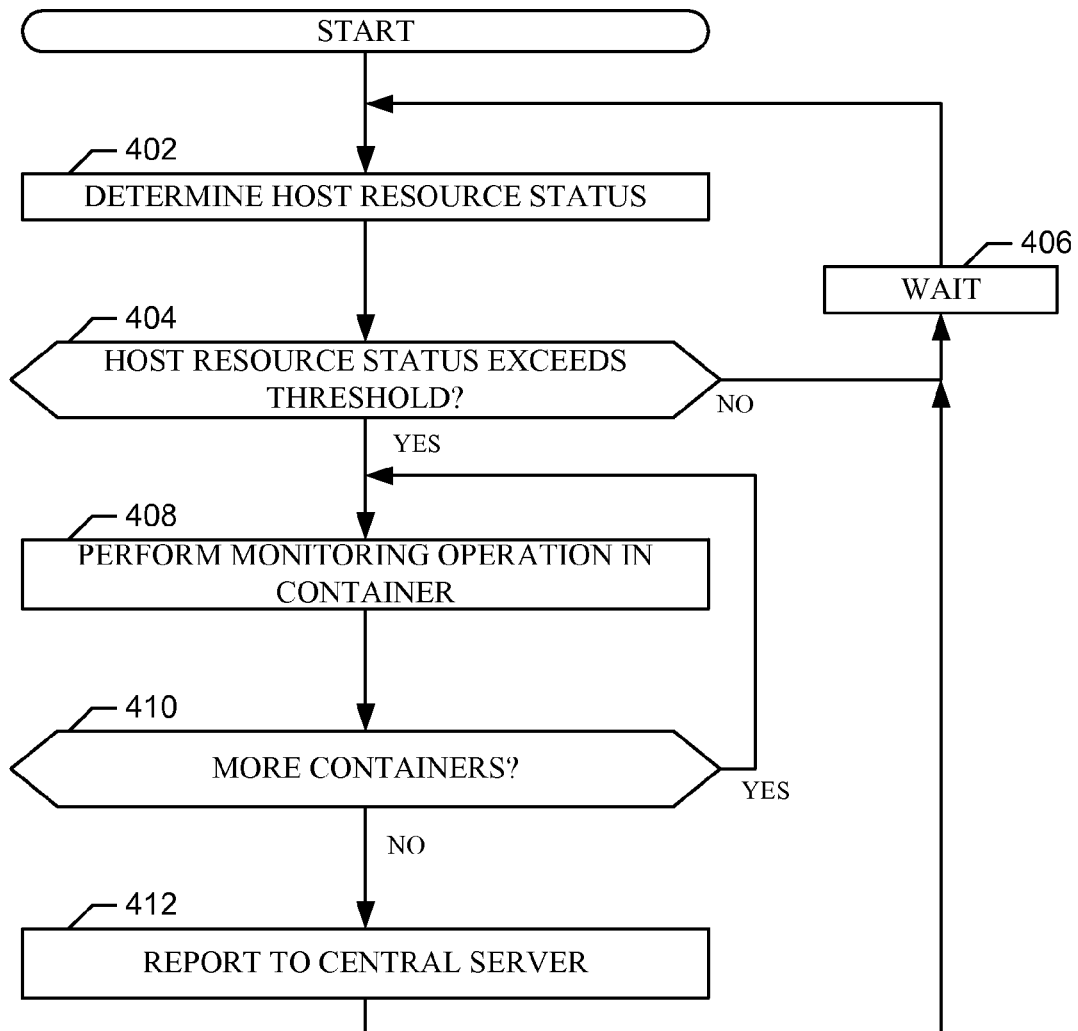 START
402
DETERMINE HOST RESOURCE STATUS
406
WAIT
404
HOST RESOURCE STATUS EXCEEDS
THRESHOLD?
NO
YES
408
PERFORM MONITORING OPERATION IN
CONTAINER
410
MORE CONTAINERS?
YES
NO
412
REPORT TO CENTRAL SERVER